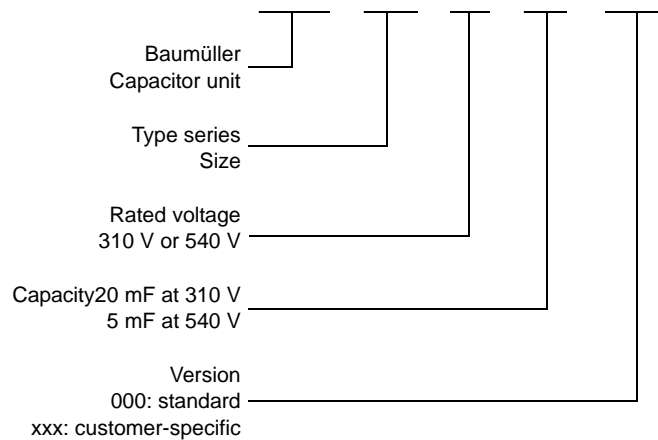 Baumüller
Capacitor unit
Type series
Size
Rated voltage
310 V or 540 V
Capacity20 mF at 310 V
5 mF at 540 V
Version
000: standard
xxx: customer-specific